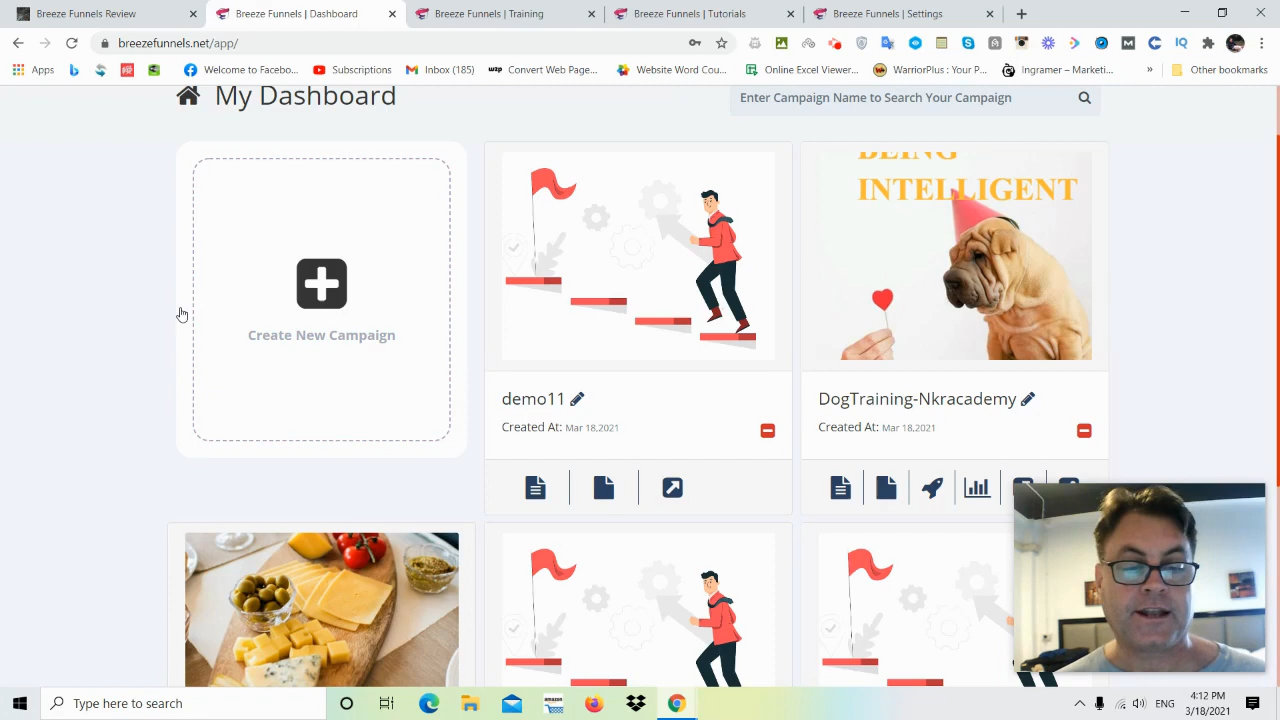 Breeze Review
Breeze Funnels | Dashboard
Breeze Funnels | Training
Breeze Funnels | Tutorials
Breeze Funnels | Settings
breezefunnels.net/app/
Apps
Welcome to Facebo...
Subscriptions
Inbox (185)
Convert Web Page...
Website Word Cou...
Online Excel Viewer...
WarriorPlus : Your P...
Ingramer – Marketi...
»
Other bookmarks
My Dashboard
Enter Campaign Name to Search Your Campaign
Create New Campaign
BEING
INTELLIGENT
demo11
Created At: Mar 18,2021
DogTraining-Nkracademy
Created At: Mar 18,2021
Type here to search
amazon
ENG
4:12 PM
3/18/2021